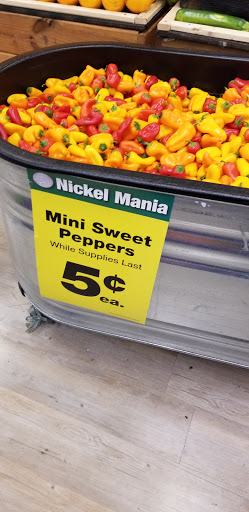 Nickel Mania
Mini Sweet
Peppers
While Supplies Last
5¢
ea.